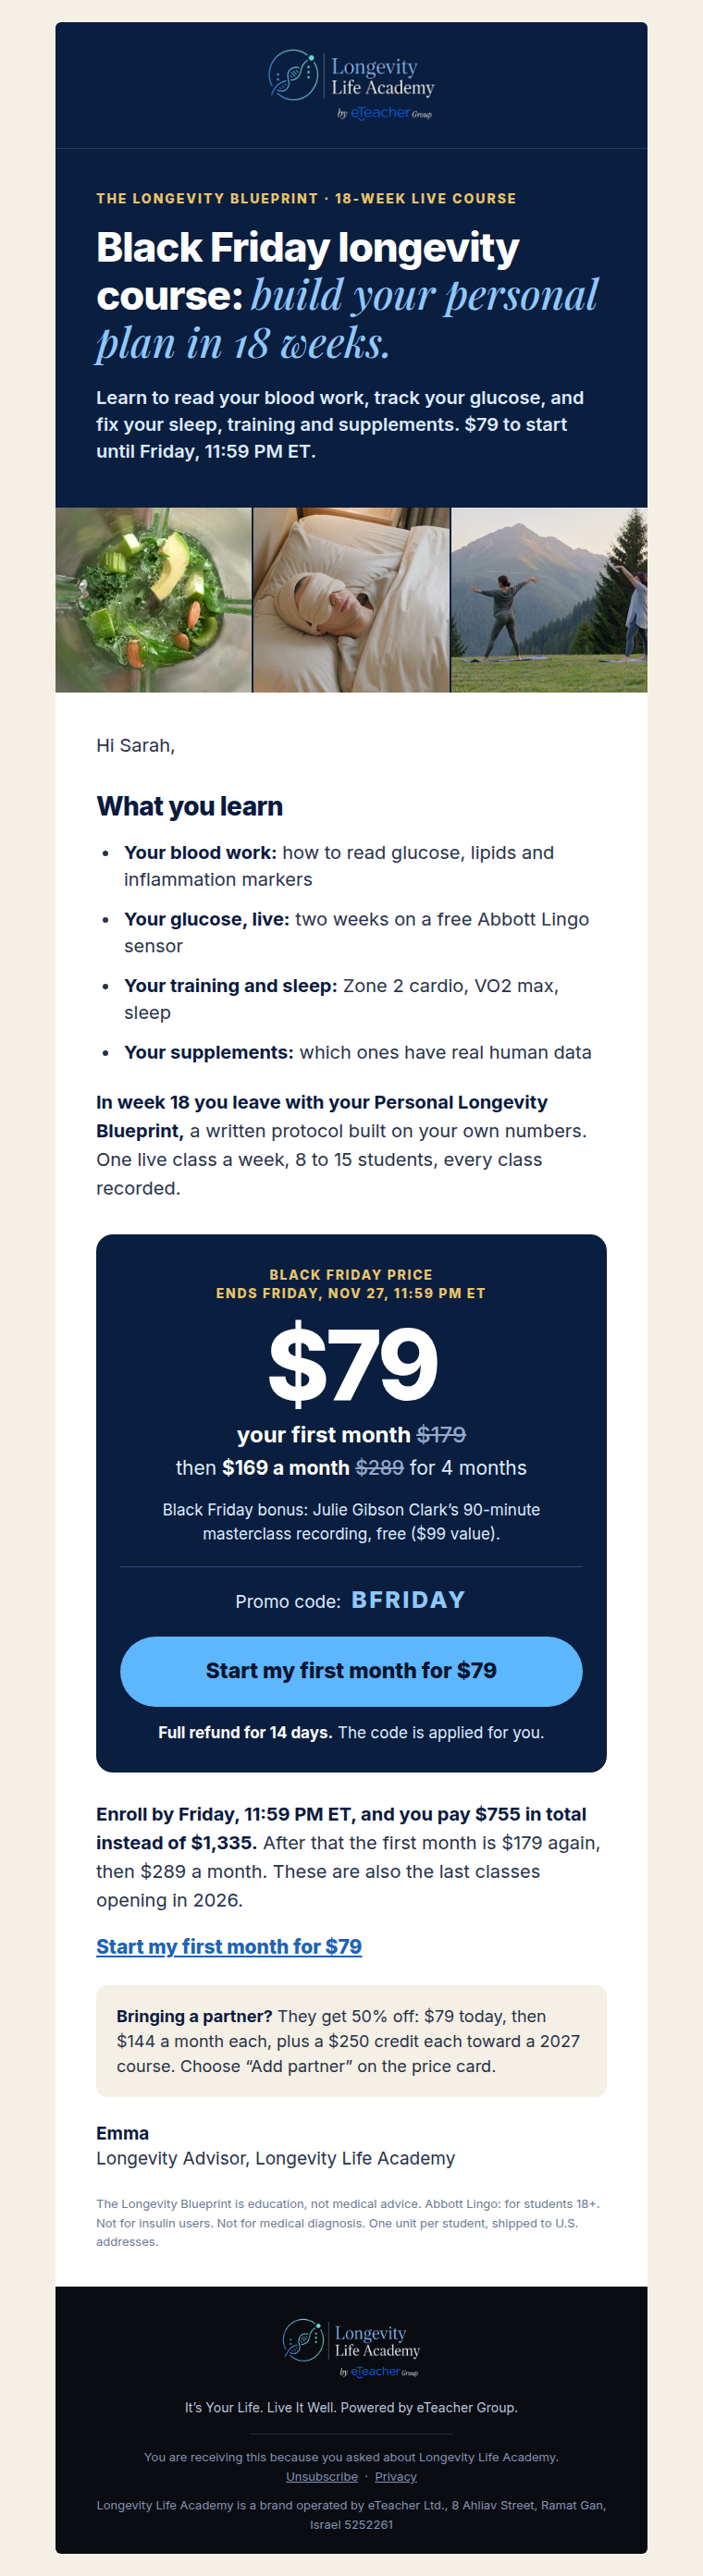 Longevity
Life Academy
by eTeacher Group
THE LONGEVITY BLUEPRINT · 18-WEEK LIVE COURSE
Black Friday longevity
course: build your personal
plan in 18 weeks.
Learn to read your blood work, track your glucose, and
fix your sleep, training and supplements. $79 to start
until Friday, 11:59 PM ET.
Hi Sarah,
What you learn
• Your blood work: how to read glucose, lipids and
inflammation markers
• Your glucose, live: two weeks on a free Abbott Lingo
sensor
• Your training and sleep: Zone 2 cardio, VO2 max,
sleep
• Your supplements: which ones have real human data
In week 18 you leave with your Personal Longevity
Blueprint, a written protocol built on your own numbers.
One live class a week, 8 to 15 students, every class
recorded.
BLACK FRIDAY PRICE
ENDS FRIDAY, NOV 27, 11:59 PM ET
$79
your first month $179
then $169 a month $289 for 4 months
Black Friday bonus: Julie Gibson Clark’s 90-minute
masterclass recording, free ($99 value).
Promo code: BFRIDAY
Start my first month for $79
Full refund for 14 days. The code is applied for you.
Enroll by Friday, 11:59 PM ET, and you pay $755 in total
instead of $1,335. After that the first month is $179 again,
then $289 a month. These are also the last classes
opening in 2026.
Start my first month for $79
Bringing a partner? They get 50% off: $79 today, then
$144 a month each, plus a $250 credit each toward a 2027
course. Choose “Add partner” on the price card.
Emma
Longevity Advisor, Longevity Life Academy
The Longevity Blueprint is education, not medical advice. Abbott Lingo: for students 18+.
Not for insulin users. Not for medical diagnosis. One unit per student, shipped to U.S.
addresses.
Longevity
Life Academy
by eTeacher Group
It’s Your Life. Live It Well. Powered by eTeacher Group.
You are receiving this because you asked about Longevity Life Academy.
Unsubscribe · Privacy
Longevity Life Academy is a brand operated by eTeacher Ltd., 8 Ahliav Street, Ramat Gan,
Israel 5252261